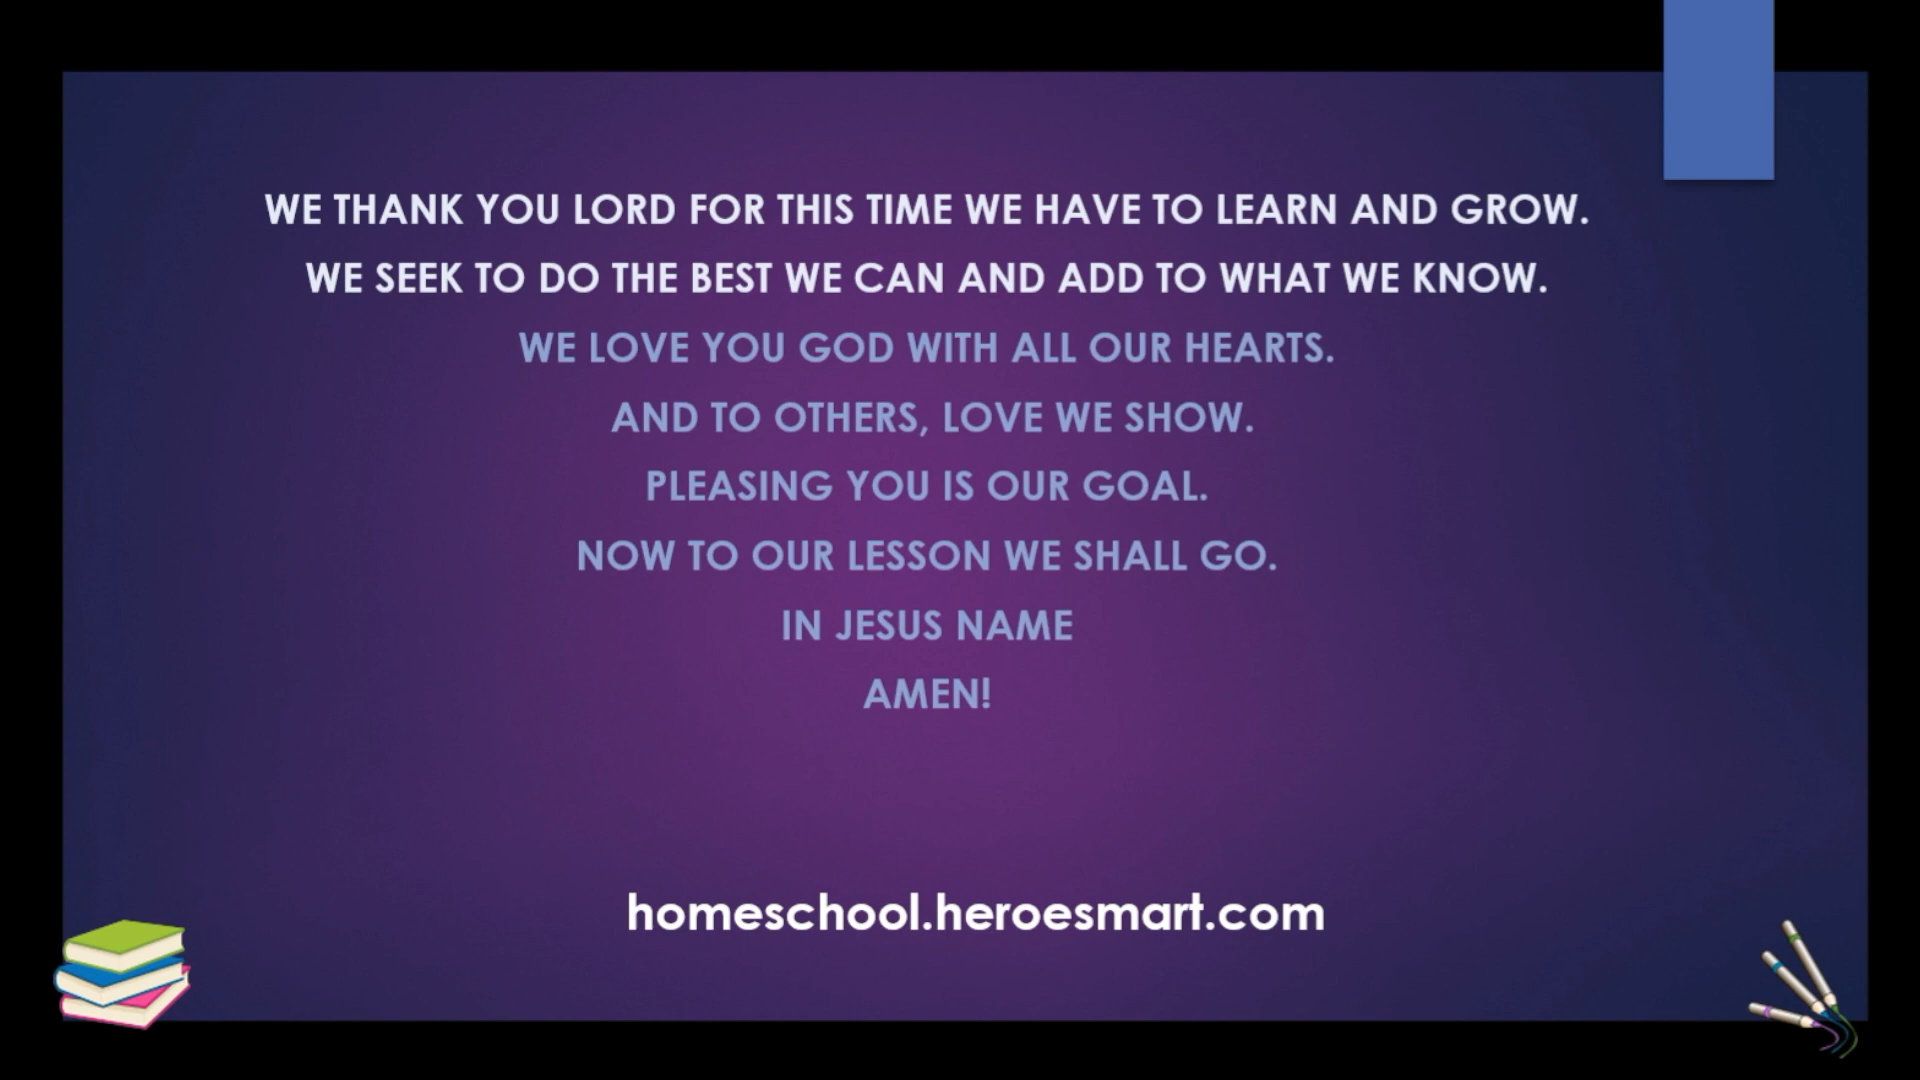 WE THANK YOU LORD FOR THIS TIME WE HAVE TO LEARN AND GROW.
WE SEEK TO DO THE BEST WE CAN AND ADD TO WHAT WE KNOW.
WE LOVE YOU GOD WITH ALL OUR HEARTS.
AND TO OTHERS, LOVE WE SHOW.
PLEASING YOU IS OUR GOAL.
NOW TO OUR LESSON WE SHALL GO.
IN JESUS NAME
AMEN!
homeschool.heroesmart.com